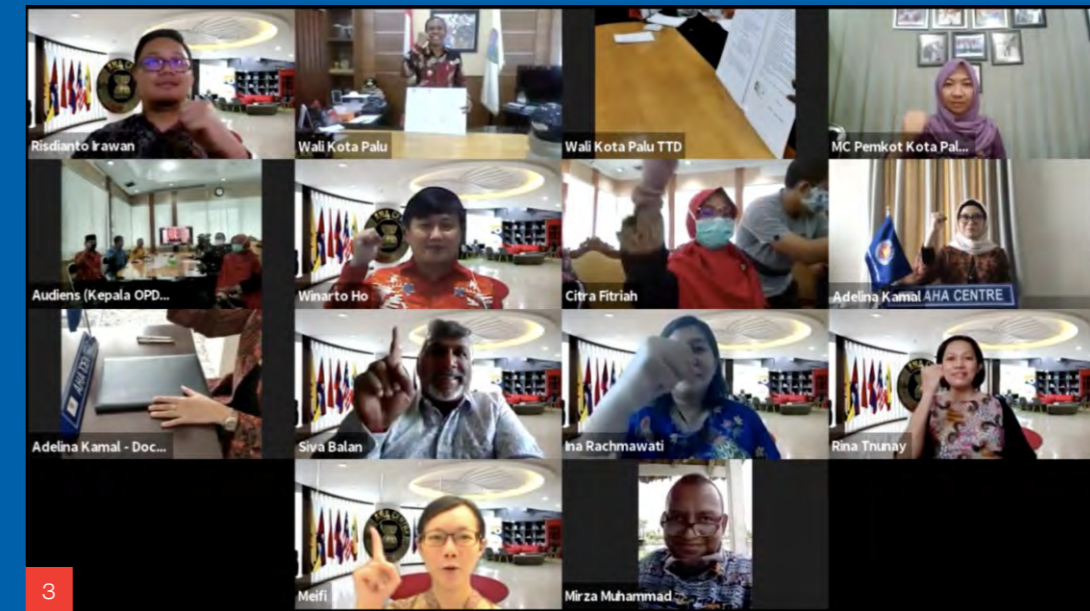 Risdianto Irawan
Wali Kota Palu
Wali Kota Palu TTD
MC Pemkot Kota Pal...
Audiens (Kepala OPD...
Winarto Ho
Citra Fitriah
Adelina Kamal
AHA CENTRE
Adelina Kamal - Doc...
Siva Balan
Ina Rachmawati
Rina Tnunay
Meifi
Mirza Muhammad
3